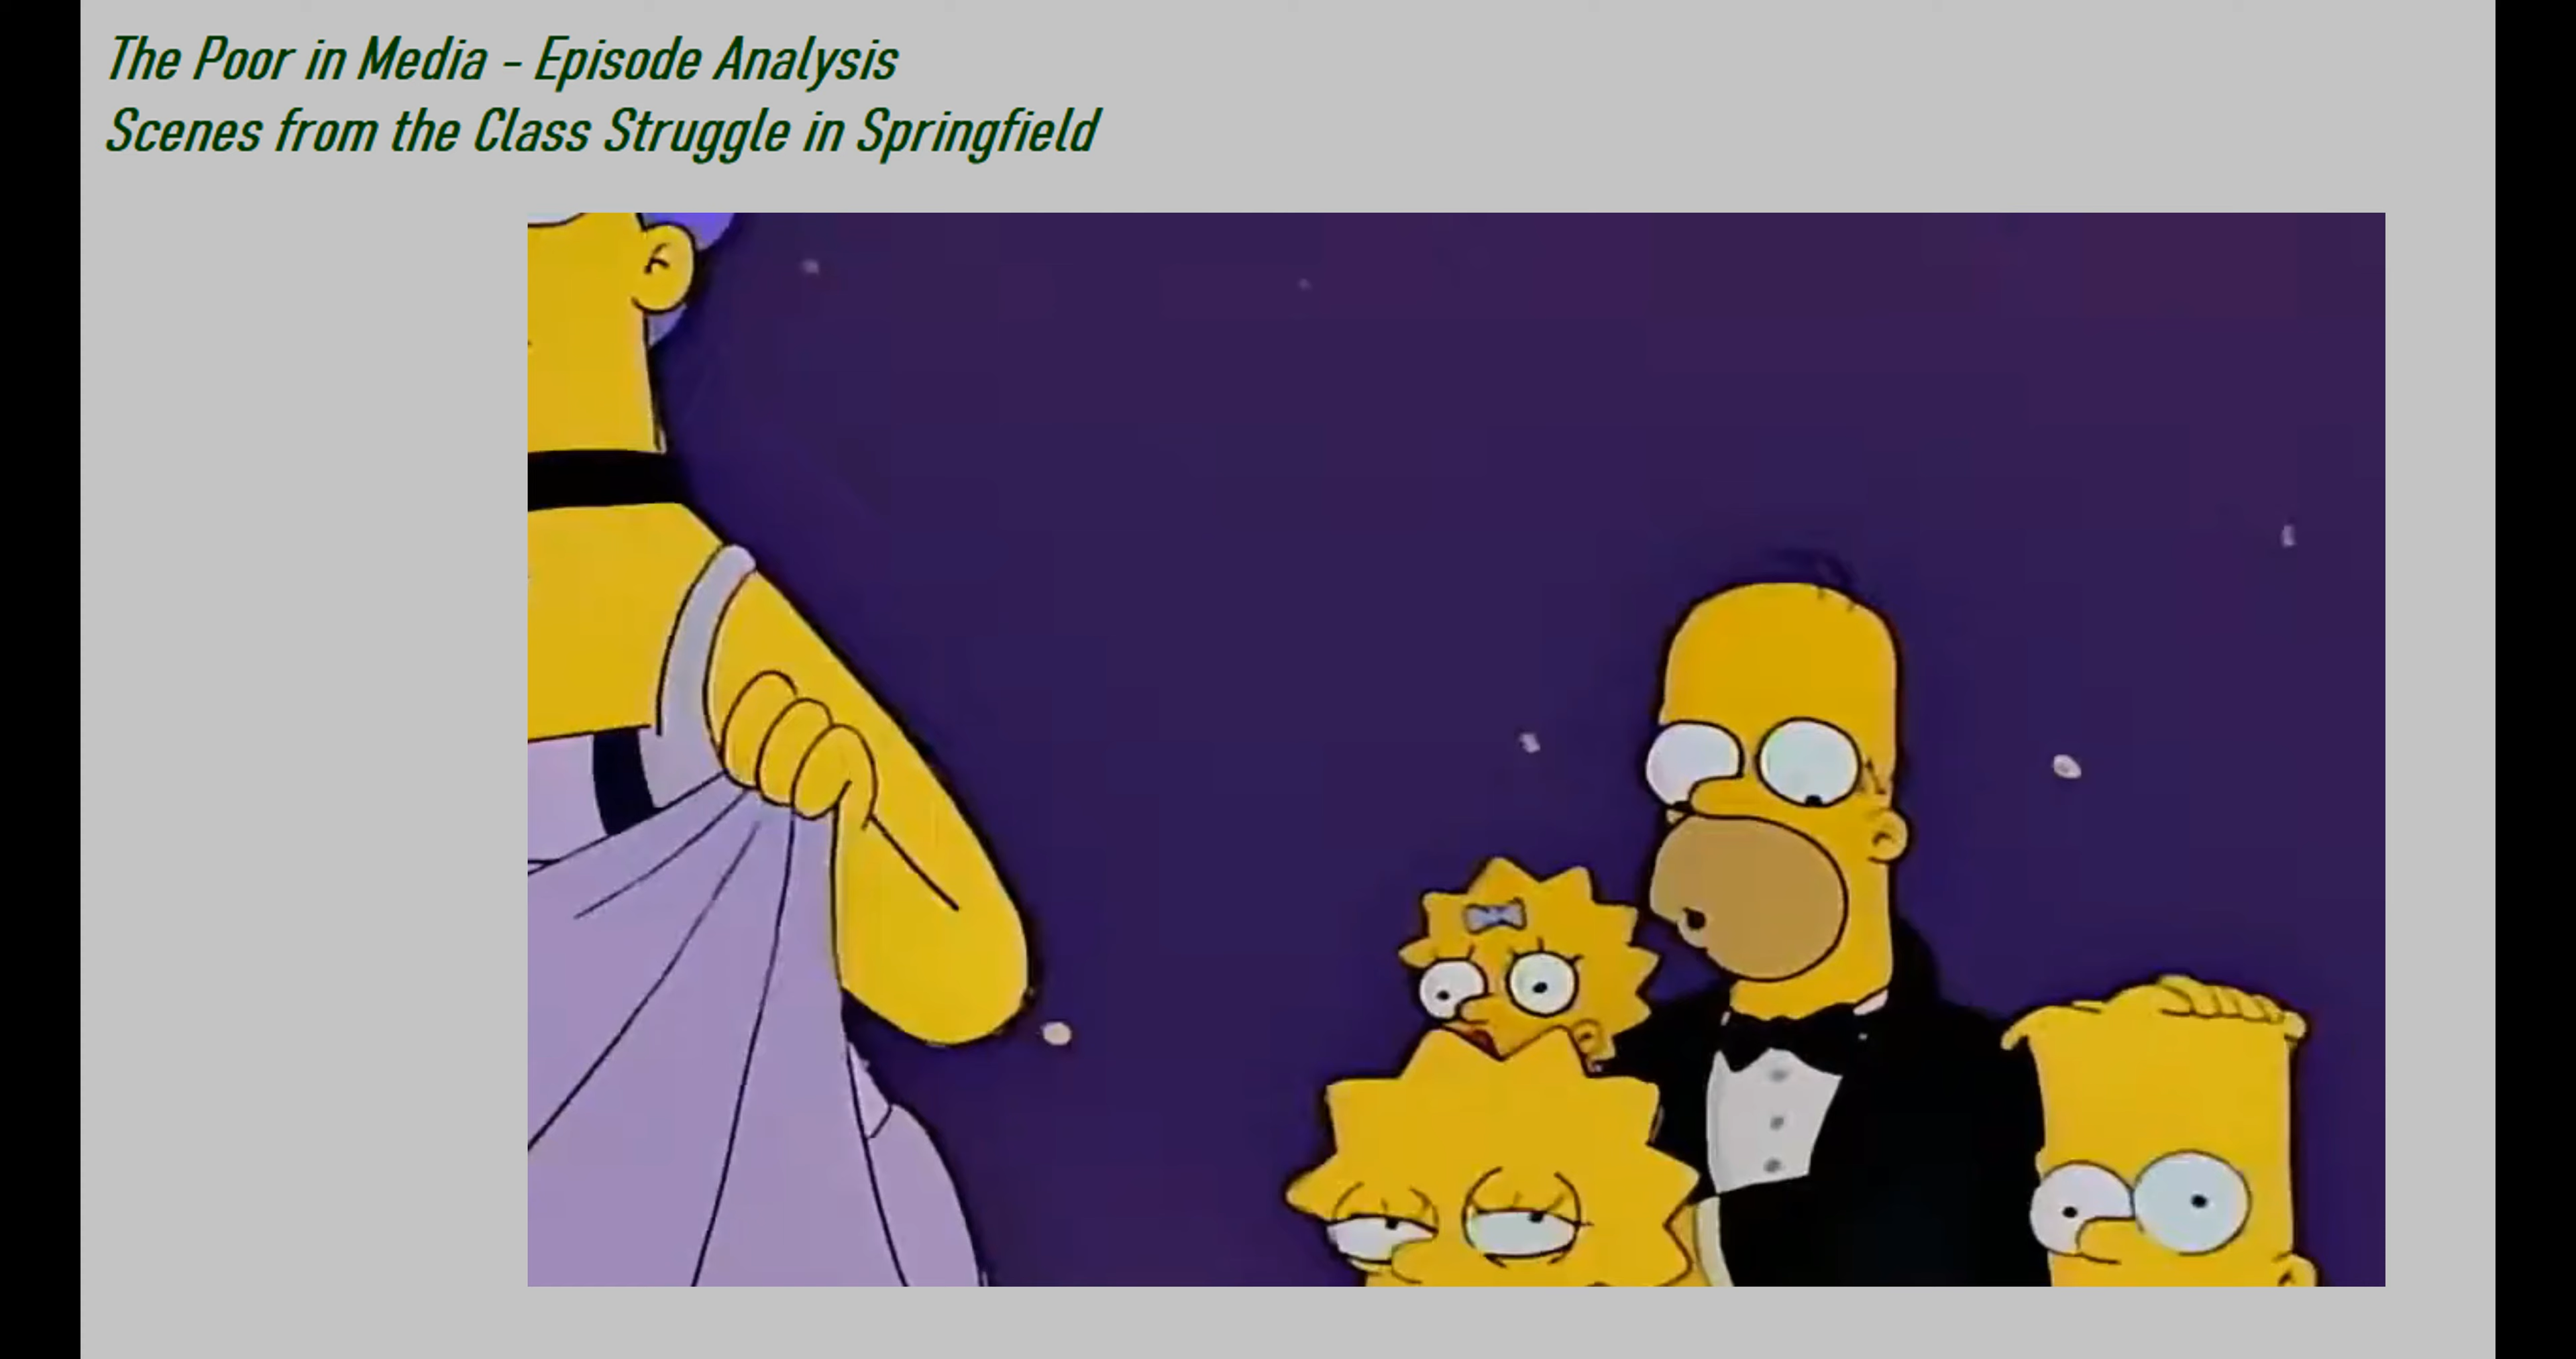 The Poor in Media - Episode Analysis
Scenes from the Class Struggle in Springfield